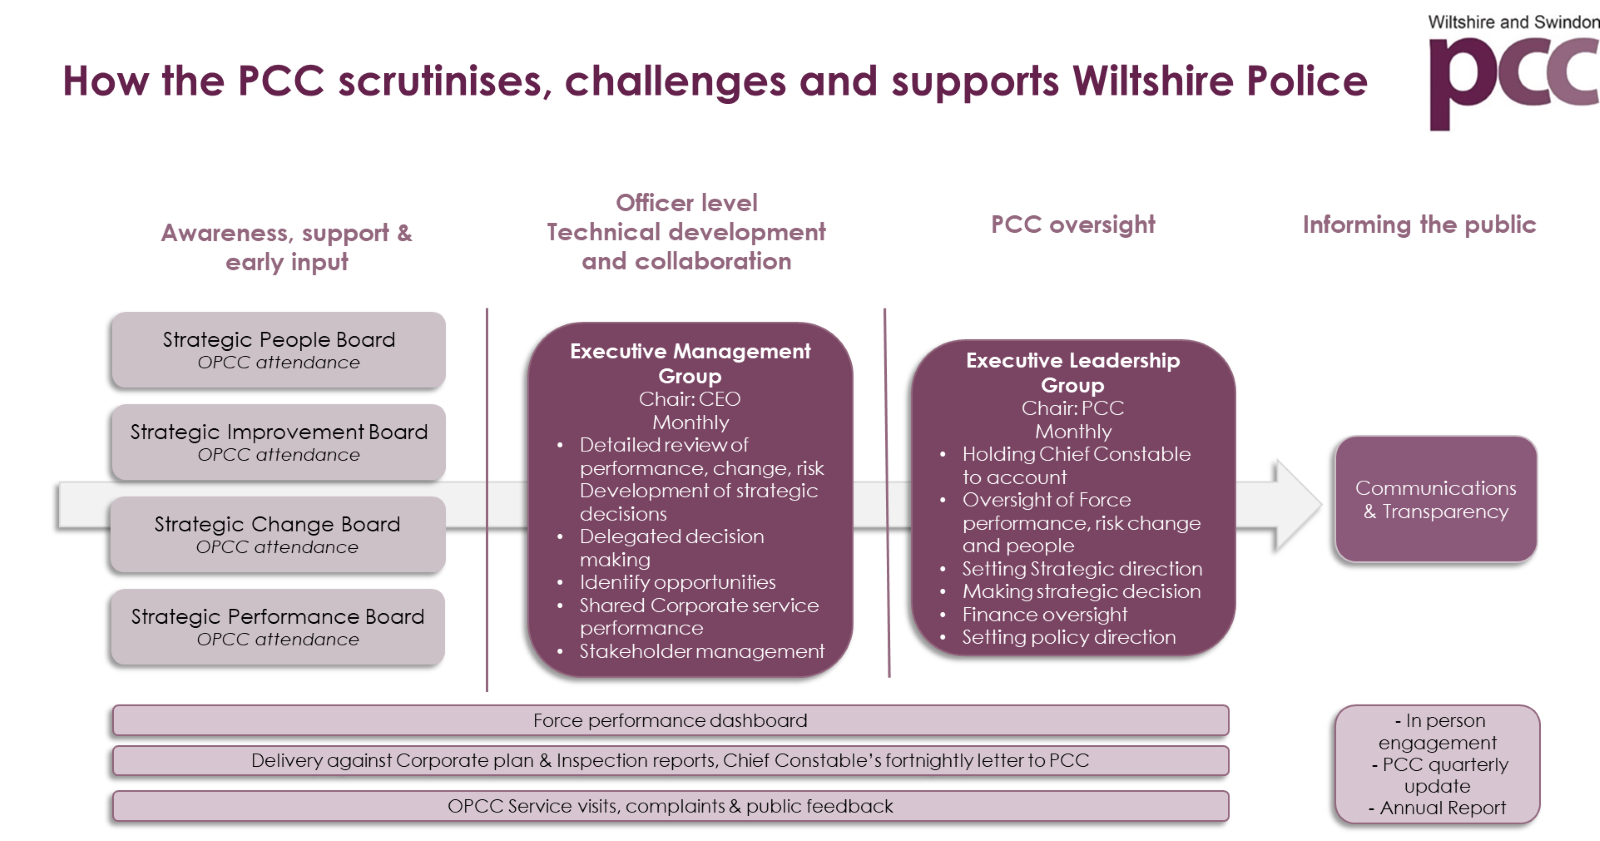 Wiltshire and Swindon
pcc
How the PCC scrutinises, challenges and supports Wiltshire Police
Awareness, support &
early input
Officer level
Technical development
and collaboration
PCC oversight
Informing the public
Strategic People Board
OPCC attendance
Strategic Improvement Board
OPCC attendance
Strategic Change Board
OPCC attendance
Strategic Performance Board
OPCC attendance
Executive Management
Group
Chair: CEO
Monthly
• Detailed review of
performance, change, risk
Development of strategic
decisions
• Delegated decision
making
• Identify opportunities
• Shared Corporate service
performance
• Stakeholder management
Executive Leadership
Group
Chair: PCC
Monthly
• Holding Chief Constable
to account
• Oversight of Force
performance, risk change
and people
• Setting Strategic direction
• Making strategic decision
• Finance oversight
• Setting policy direction
Communications
& Transparency
Force performance dashboard
Delivery against Corporate plan & Inspection reports, Chief Constable's fortnightly letter to PCC
OPCC Service visits, complaints & public feedback
- In person
engagement
- PCC quarterly
update
- Annual Report